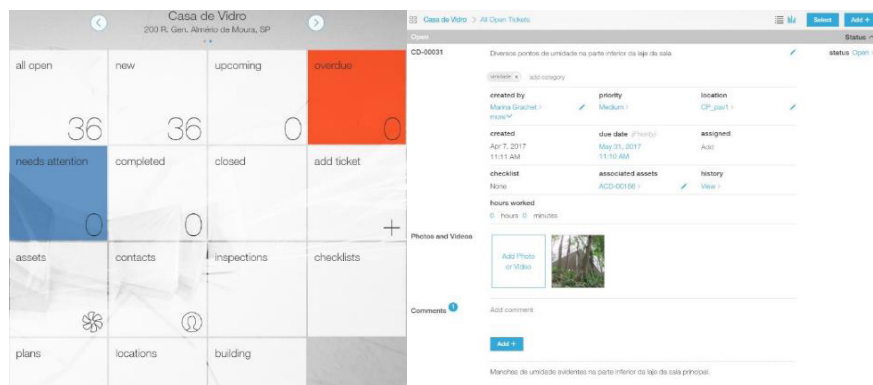 Casa de Vidro
200 R. Gen. Almério de Moura, SP
all open
36
new
36
upcoming
0
overdue
0
needs attention
0
completed
0
closed
add ticket
+
assets
contacts
inspections
checklists
plans
locations
building
Casa de Vidro > All Open Tickets
Select
Add +
Open
Status
CD-00031
Diversos pontos de umidade na parte inferior da laje da sala
status Open
umidade x
add category
created by
priority
location
Marina Grachet >
Medium >
CP_pav1 >
more
created
due date (Priority)
assigned
Apr 7, 2017
May 31, 2017
Add
11:11 AM
11:10 AM
checklist
associated assets
history
None
ACD-00166 >
View >
hours worked
0 hours 0 minutes
Photos and Videos
Add Photo
or Video
Comments 1
Add comment
Add +
Manchas de umidade evidentes na parte inferior da laje da sala principal.